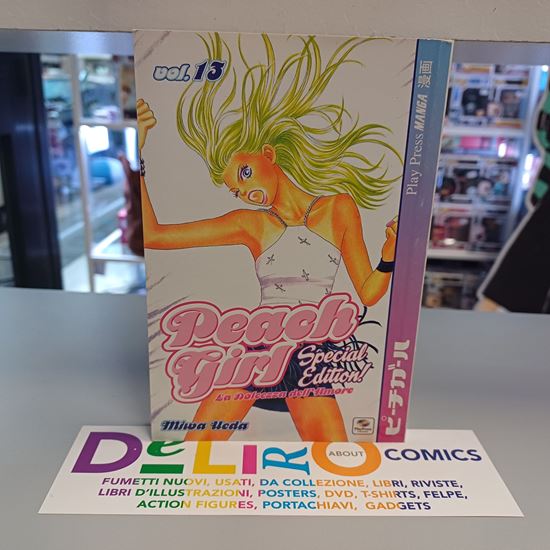 vol. 13
Play Press MANGA 漫画
Peach
Girl
Special
Edition!
La Dolcezza dell'Amore
Miwa Ueda
ピーチガール
DeLiRO ABOUT COMICS
FUMETTI NUOVI, USATI, DA COLLEZIONE, LIBRI, RIVISTE,
LIBRI D'ILLUSTRAZIONI, POSTERS, DVD, T-SHIRTS, FELPE,
ACTION FIGURES, PORTACHIAVI, GADGETS